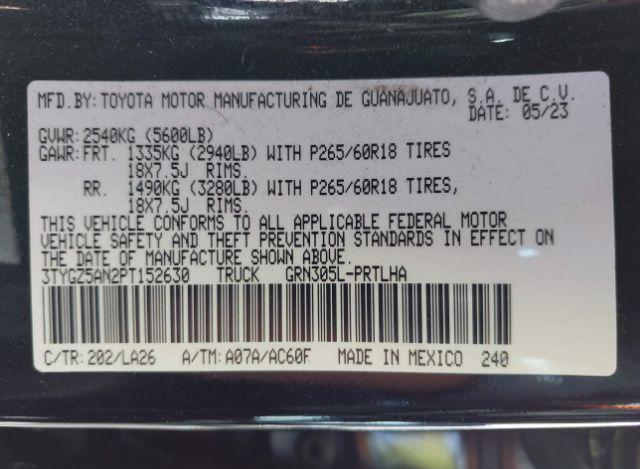 MFD.BY: TOYOTA MOTOR MANUFACTURING DE GUANAJUATO, S.A. DE C.V.
DATE: 05/23
GVWR: 2540KG (5600LB)
GAWR: FRT. 1335KG (2940LB) WITH P265/60R18 TIRES
18X7.5J RIMS.
RR. 1490KG (3280LB) WITH P265/60R18 TIRES,
18X7.5J RIMS.
THIS VEHICLE CONFORMS TO ALL APPLICABLE FEDERAL MOTOR
VEHICLE SAFETY AND THEFT PREVENTION STANDARDS IN EFFECT ON
THE DATE OF MANUFACTURE SHOWN ABOVE.
3TYGZ5AN2PT152630 TRUCK GRN305L-PRTLHA
C/TR: 202/LA26 A/TM: A07A/AC60F MADE IN MEXICO 240